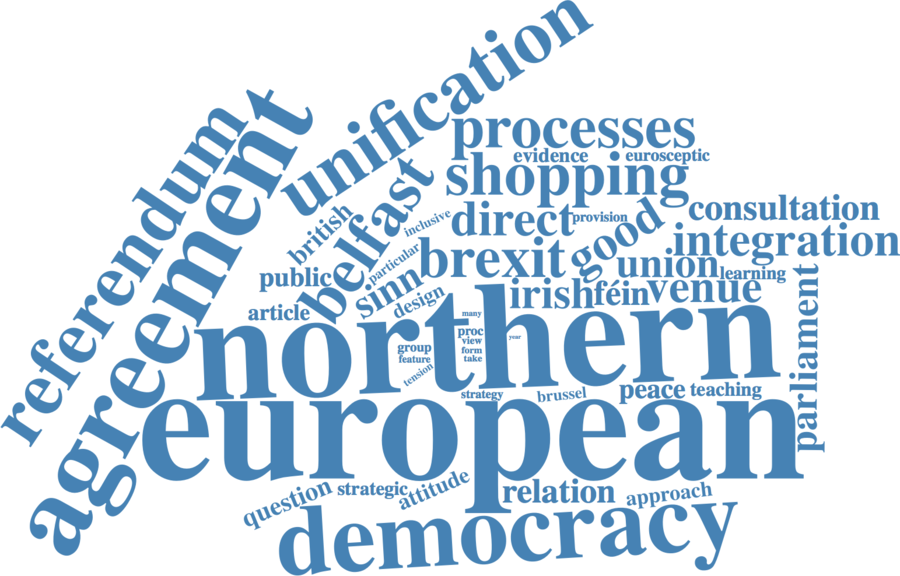 unification
referendum
agreement
processes
evidence
eurosceptic
shopping
belfast
british
inclusive
direct
provision
good
consultation
particular
brexit
integration
public
sinn
union
learning
design
irish
féin
venue
article
northern
many
proc
view
form
take
year
group
feature
tension
parliament
strategy
brussel
peace
teaching
european
question
strategic
attitude
relation
approach
democracy